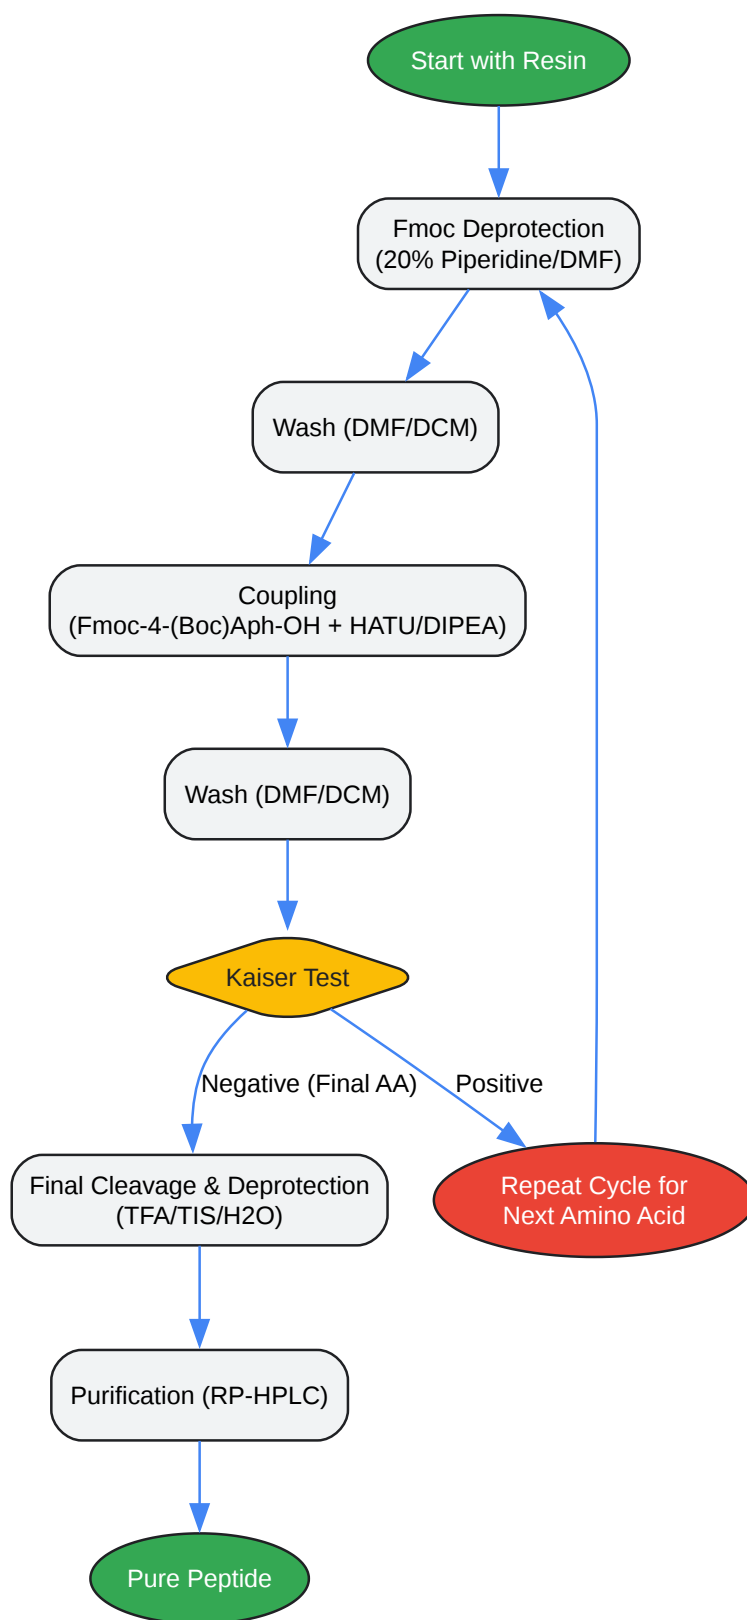 Start with Resin
Fmoc Deprotection
(20% Piperidine/DMF)
Wash (DMF/DCM)
Coupling
(Fmoc-4-(Boc)Aph-OH + HATU/DIPEA)
Wash (DMF/DCM)
Kaiser Test
Negative (Final AA)
Positive
Final Cleavage & Deprotection
(TFA/TIS/H2O)
Repeat Cycle for
Next Amino Acid
Purification (RP-HPLC)
Pure Peptide